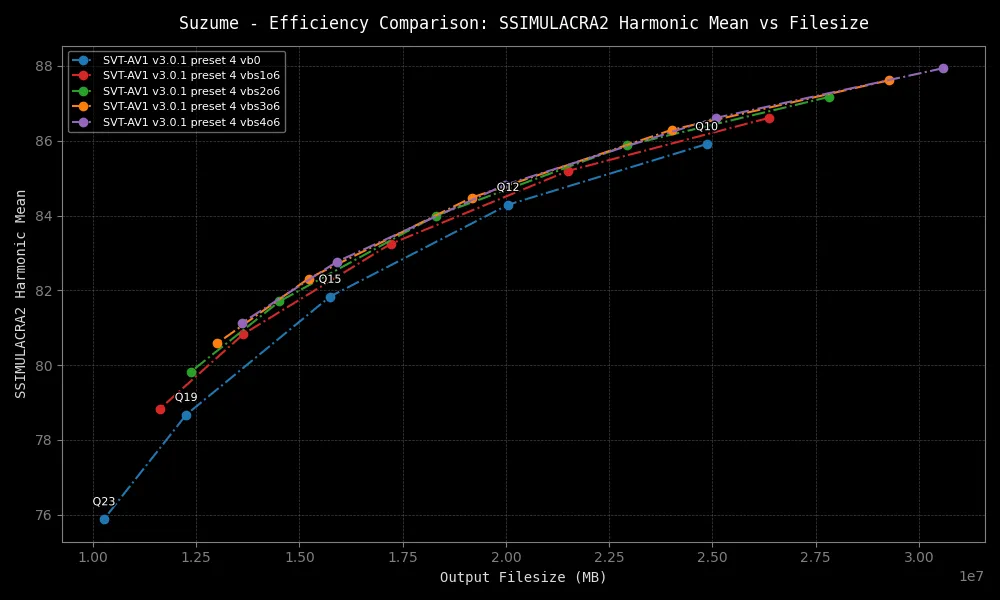 Suzume - Efficiency Comparison: SSIMULACRA2 Harmonic Mean vs Filesize
SVT-AV1 v3.0.1 preset 4 vb0
SVT-AV1 v3.0.1 preset 4 vbs1o6
SVT-AV1 v3.0.1 preset 4 vbs2o6
SVT-AV1 v3.0.1 preset 4 vbs3o6
SVT-AV1 v3.0.1 preset 4 vbs4o6
88
86
84
82
80
78
76
SSIMULACRA2 Harmonic Mean
Q10
Q12
Q15
Q19
Q23
1.00 1.25 1.50 1.75 2.00 2.25 2.50 2.75 3.00
1e7
Output Filesize (MB)